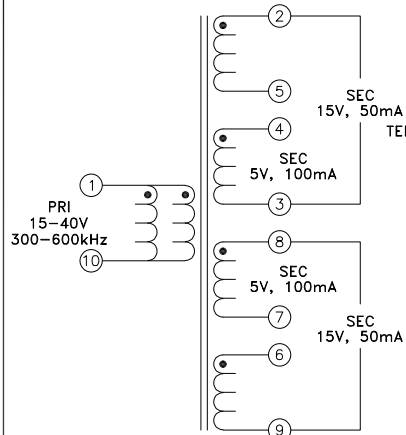 2
5
SEC
15V, 50mA
TE
4
SEC
5V, 100mA
3
1
PRI
15-40V
300-600kHz
10
8
SEC
5V, 100mA
7
SEC
15V, 50mA
6
9